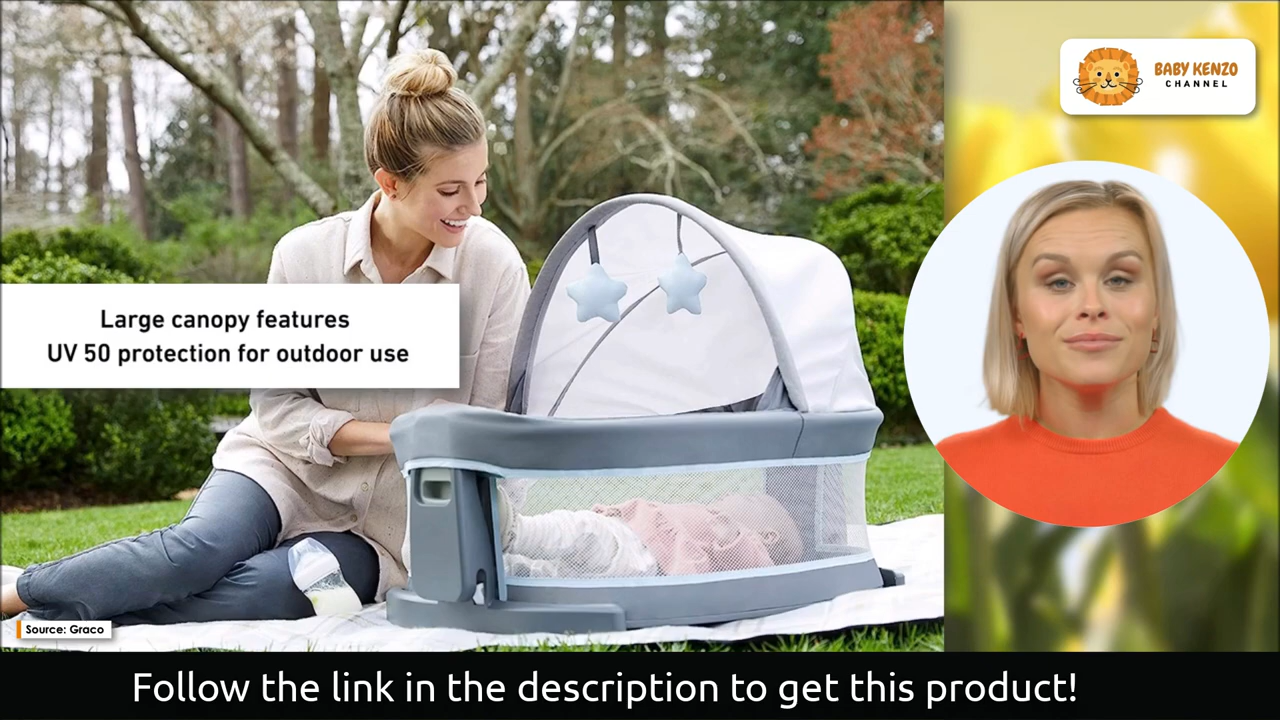 BABY KENZO
CHANNEL
Large canopy features
UV 50 protection for outdoor use
Source: Graco
Follow the link in the description to get this product!